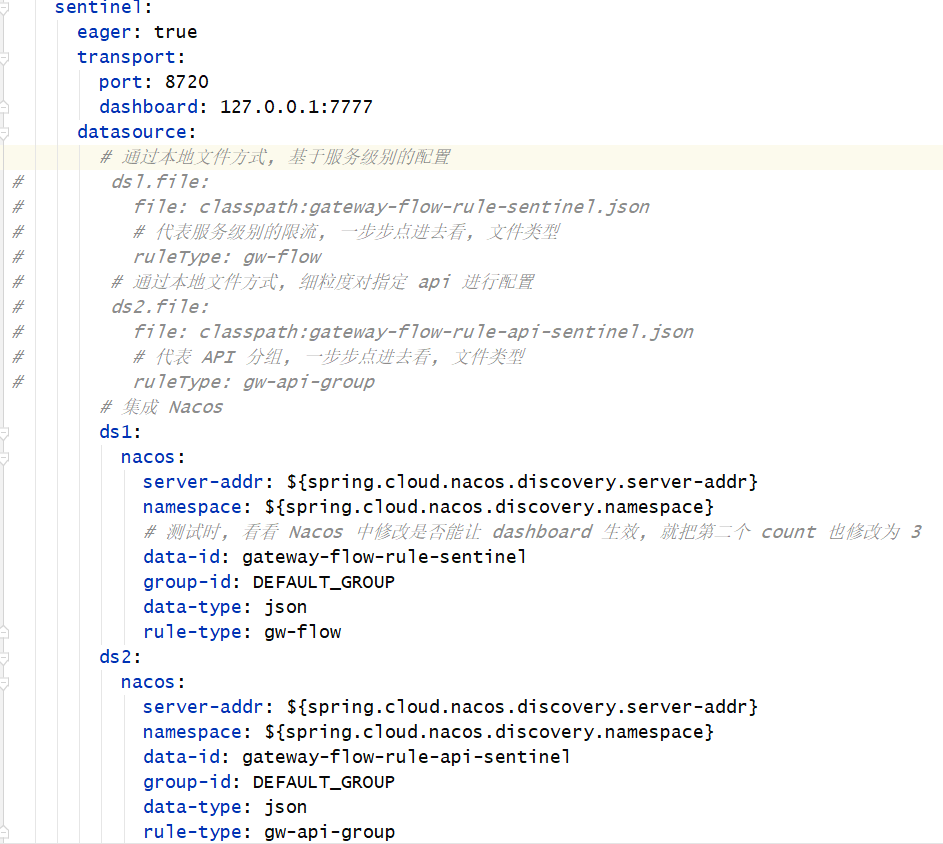 sentinel:
eager: true
transport:
port: 8720
dashboard: 127.0.0.1:7777
datasource:
# 通过本地文件方式, 基于服务级别的配置
# ds1.file:
# file: classpath:gateway-flow-rule-sentinel.json
# # 代表服务级别的限流, 一步步点进去看, 文件类型
# ruleType: gw-flow
# # 通过本地文件方式, 细粒度对指定 api 进行配置
# ds2.file:
# file: classpath:gateway-flow-rule-api-sentinel.json
# # 代表 API 分组, 一步步点进去看, 文件类型
# ruleType: gw-api-group
# 集成 Nacos
ds1:
nacos:
server-addr: ${spring.cloud.nacos.discovery.server-addr}
namespace: ${spring.cloud.nacos.discovery.namespace}
# 测试时, 看看 Nacos 中修改是否能让 dashboard 生效, 就把第二个 count 也修改为 3
data-id: gateway-flow-rule-sentinel
group-id: DEFAULT_GROUP
data-type: json
rule-type: gw-flow
ds2:
nacos:
server-addr: ${spring.cloud.nacos.discovery.server-addr}
namespace: ${spring.cloud.nacos.discovery.namespace}
data-id: gateway-flow-rule-api-sentinel
group-id: DEFAULT_GROUP
data-type: json
rule-type: gw-api-group